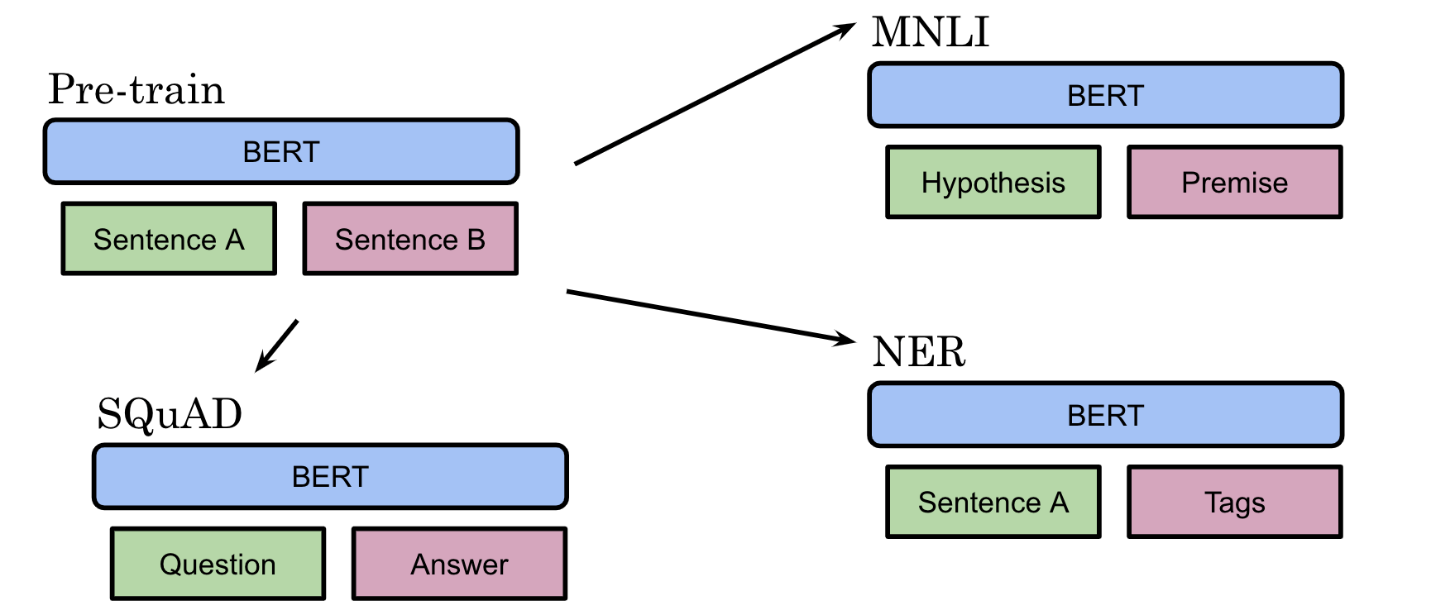 Pre-train
BERT
Sentence A
Sentence B
MNLI
BERT
Hypothesis
Premise
SQuAD
BERT
Question
Answer
NER
BERT
Sentence A
Tags